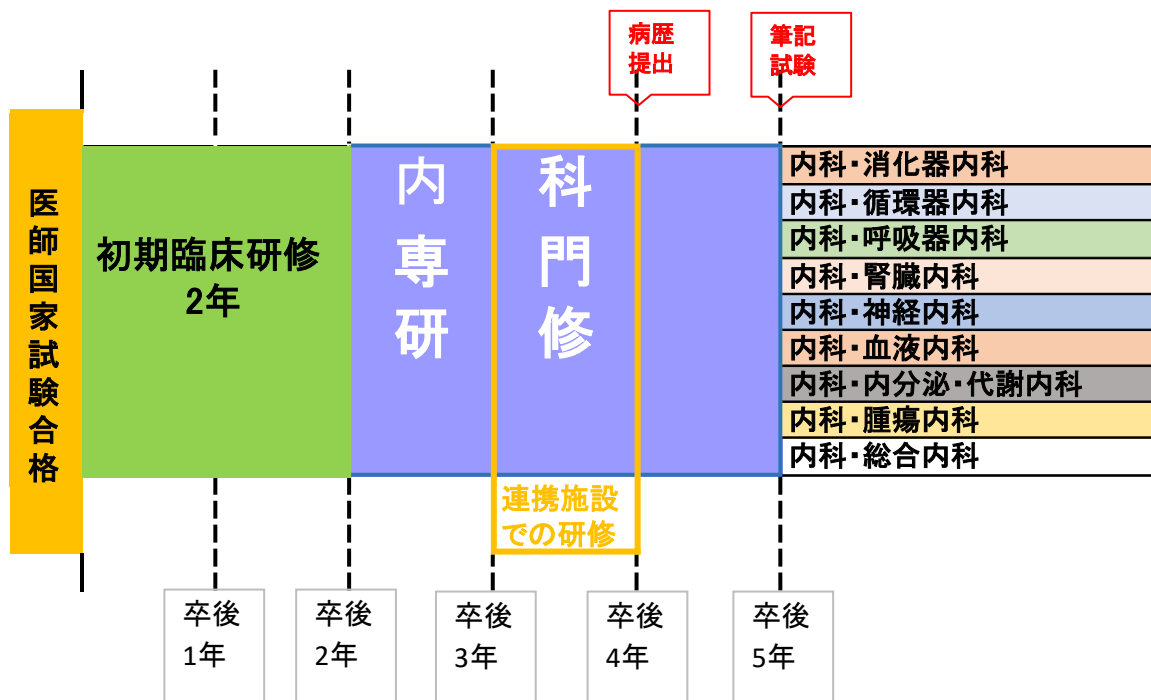 病歴
提出
筆記
試験
医師国家試験合格
初期臨床研修
2年
内 科
専 門
研 修
連携施設
での研修
内科・消化器内科
内科・循環器内科
内科・呼吸器内科
内科・腎臓内科
内科・神経内科
内科・血液内科
内科・内分泌・代謝内科
内科・腫瘍内科
内科・総合内科
卒後
1年
卒後
2年
卒後
3年
卒後
4年
卒後
5年